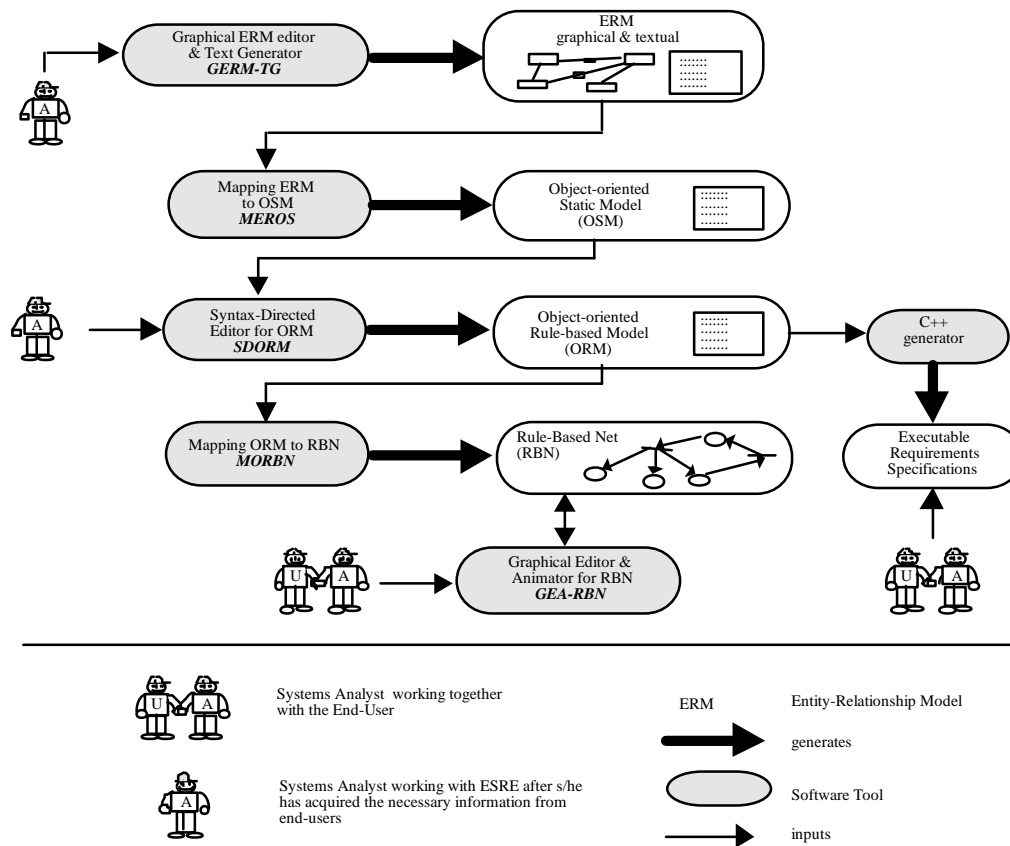 Graphical ERM editor
& Text Generator
GERM-TG
ERM
graphical & textual
A
Mapping ERM
to OSM
MEROS
Object-oriented
Static Model
(OSM)
A
Syntax-Directed
Editor for ORM
SDORM
Object-oriented
Rule-based Model
(ORM)
C++
generator
Mapping ORM to RBN
MORBN
Rule-Based Net
(RBN)
Executable
Requirements
Specifications
U A
Graphical Editor &
Animator for RBN
GEA-RBN
U A
U A
Systems Analyst working together
with the End-User
ERM
Entity-Relationship Model
generates
A
Systems Analyst working with ESRE after s/he
has acquired the necessary information from
end-users
Software Tool
inputs